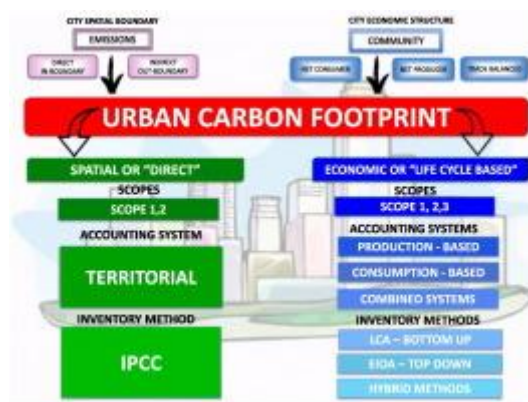 CITY SPATIAL BOUNDARY
EMISSIONS
DIRECT
IN-BOUNDARY
INDIRECT
OUT-BOUNDARY
CITY ECONOMIC STRUCTURE
COMMUNITY
NET CONSUMER
NET PRODUCER
TRADE BALANCED
URBAN CARBON FOOTPRINT
SPATIAL OR "DIRECT"
SCOPES
SCOPE 1,2
ACCOUNTING SYSTEM
TERRITORIAL
INVENTORY METHOD
IPCC
ECONOMIC OR "LIFE CYCLE BASED"
SCOPES
SCOPE 1, 2,3
ACCOUNTING SYSTEMS
PRODUCTION - BASED
CONSUMPTION - BASED
COMBINED SYSTEMS
INVENTORY METHODS
LCA – BOTTOM UP
EIOA – TOP DOWN
HYBRID METHODS